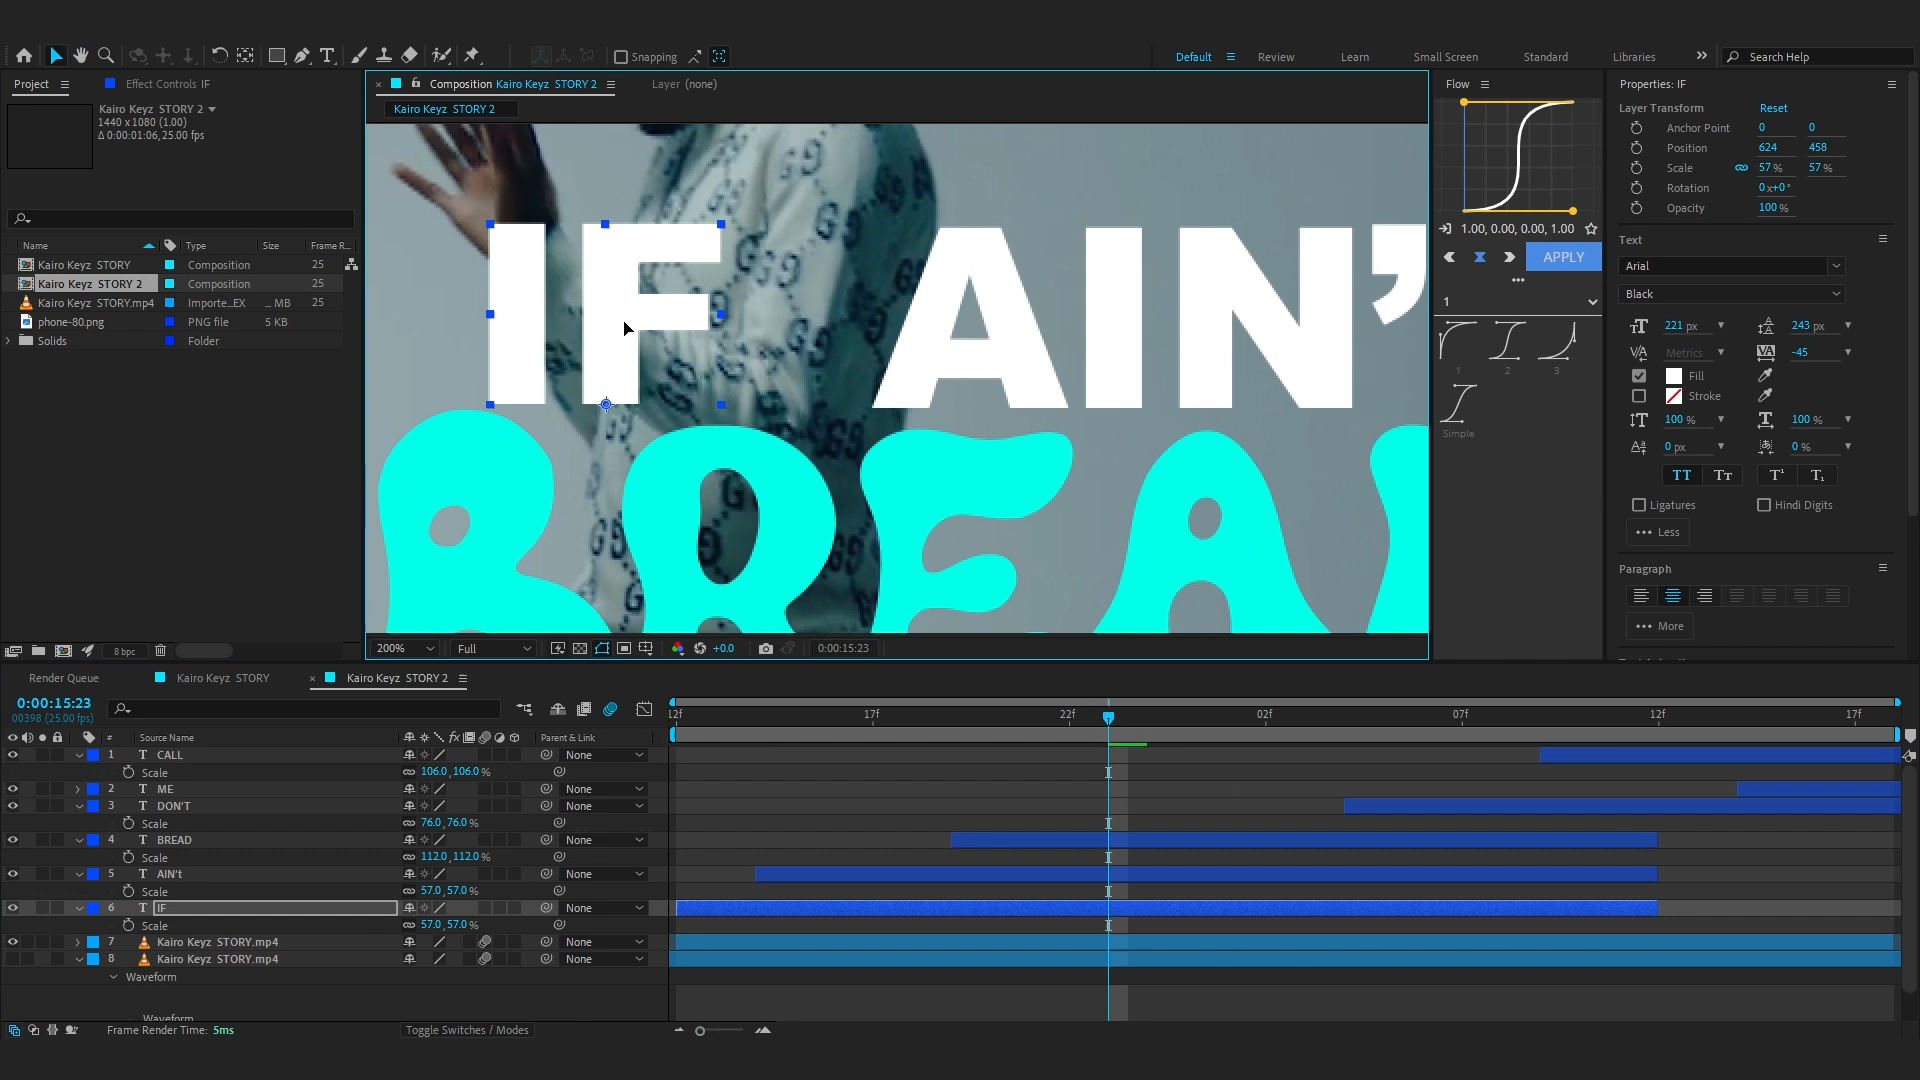 Snapping
Default
Review
Learn
Small Screen
Standard
Libraries
Search Help
Project
Effect Controls IF
Kairo Keyz STORY 2
1440 x 1080 (1.00)
Δ 0:00:01:06, 25.00 fps
Name Type Size Frame R...
Kairo Keyz STORY Composition 25
Kairo Keyz STORY 2 Composition 25
Kairo Keyz STORY.mp4 Importe...EX ... MB 25
phone-80.png PNG file 5 KB
Solids Folder
8 bpc
Composition Kairo Keyz STORY 2
Layer (none)
Kairo Keyz STORY 2
IF AIN'
BREA
200%
Full
+0.0
0:00:15:23
Flow
1.00, 0.00, 0.00, 1.00
APPLY
1
1 2 3
Simple
Properties: IF
Layer Transform Reset
Anchor Point 0 0
Position 624 458
Scale 57 % 57 %
Rotation 0x+0°
Opacity 100 %
Text
Arial
Black
221 px 243 px
Metrics -45
Fill
Stroke
100 % 100 %
0 px 0 %
TT Tt T¹ T₁
Ligatures Hindi Digits
Less
Paragraph
More
Render Queue
Kairo Keyz STORY
Kairo Keyz STORY 2
0:00:15:23
00398 (25.00 fps)
12f 17f 22f 02f 07f 12f 17f
# Source Name Parent & Link
1 T CALL None
Scale 106.0, 106.0 %
2 T ME None
3 T DON'T None
Scale 76.0, 76.0 %
4 T BREAD None
Scale 112.0, 112.0 %
5 T AIN't None
Scale 57.0, 57.0 %
6 T IF None
Scale 57.0, 57.0 %
7 Kairo Keyz STORY.mp4 None
8 Kairo Keyz STORY.mp4 None
Waveform
Waveform
Frame Render Time: 5ms
Toggle Switches / Modes